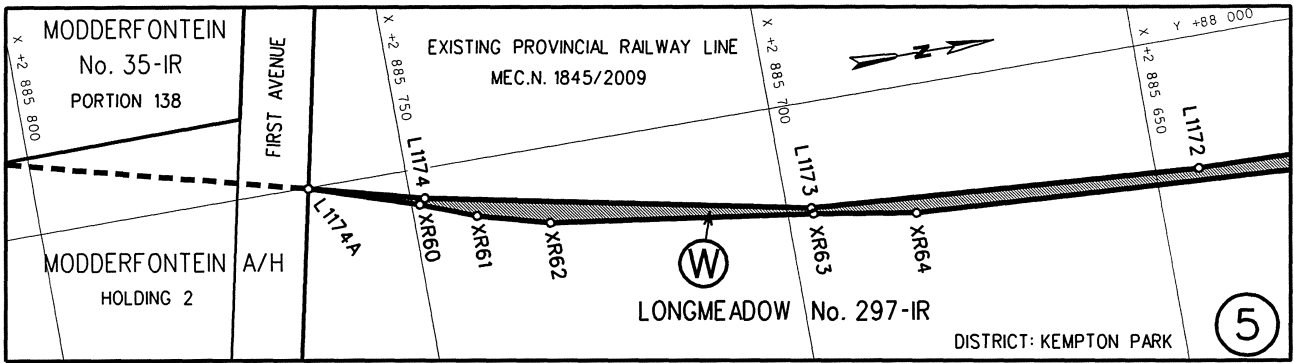 MODDERFONTEIN
No. 35-IR
PORTION 138
X +2 885 800
FIRST AVENUE
X +2 885 750
EXISTING PROVINCIAL RAILWAY LINE
MEC.N. 1845/2009
X +2 885 700
N
X +2 885 650
Y +88 000
L1174
L1173
L1172
L1174A
XR60
XR61
XR62
XR63
XR64
W
MODDERFONTEIN A/H
HOLDING 2
LONGMEADOW No. 297-IR
DISTRICT: KEMPTON PARK
5